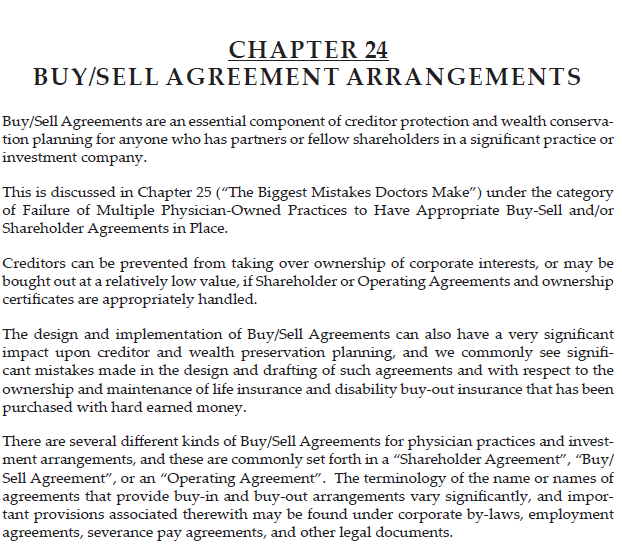 CHAPTER 24
BUY/SELL AGREEMENT ARRANGEMENTS
Buy/Sell Agreements are an essential component of creditor protection and wealth conserva-
tion planning for anyone who has partners or fellow shareholders in a significant practice or
investment company.
This is discussed in Chapter 25 (“The Biggest Mistakes Doctors Make”) under the category
of Failure of Multiple Physician-Owned Practices to Have Appropriate Buy-Sell and/or
Shareholder Agreements in Place.
Creditors can be prevented from taking over ownership of corporate interests, or may be
bought out at a relatively low value, if Shareholder or Operating Agreements and ownership
certificates are appropriately handled.
The design and implementation of Buy/Sell Agreements can also have a very significant
impact upon creditor and wealth preservation planning, and we commonly see signifi-
cant mistakes made in the design and drafting of such agreements and with respect to the
ownership and maintenance of life insurance and disability buy-out insurance that has been
purchased with hard earned money.
There are several different kinds of Buy/Sell Agreements for physician practices and invest-
ment arrangements, and these are commonly set forth in a “Shareholder Agreement”, “Buy/
Sell Agreement”, or an “Operating Agreement”.  The terminology of the name or names of
agreements that provide buy-in and buy-out arrangements vary significantly, and impor-
tant provisions associated therewith may be found under corporate by-laws, employment
agreements, severance pay agreements, and other legal documents.